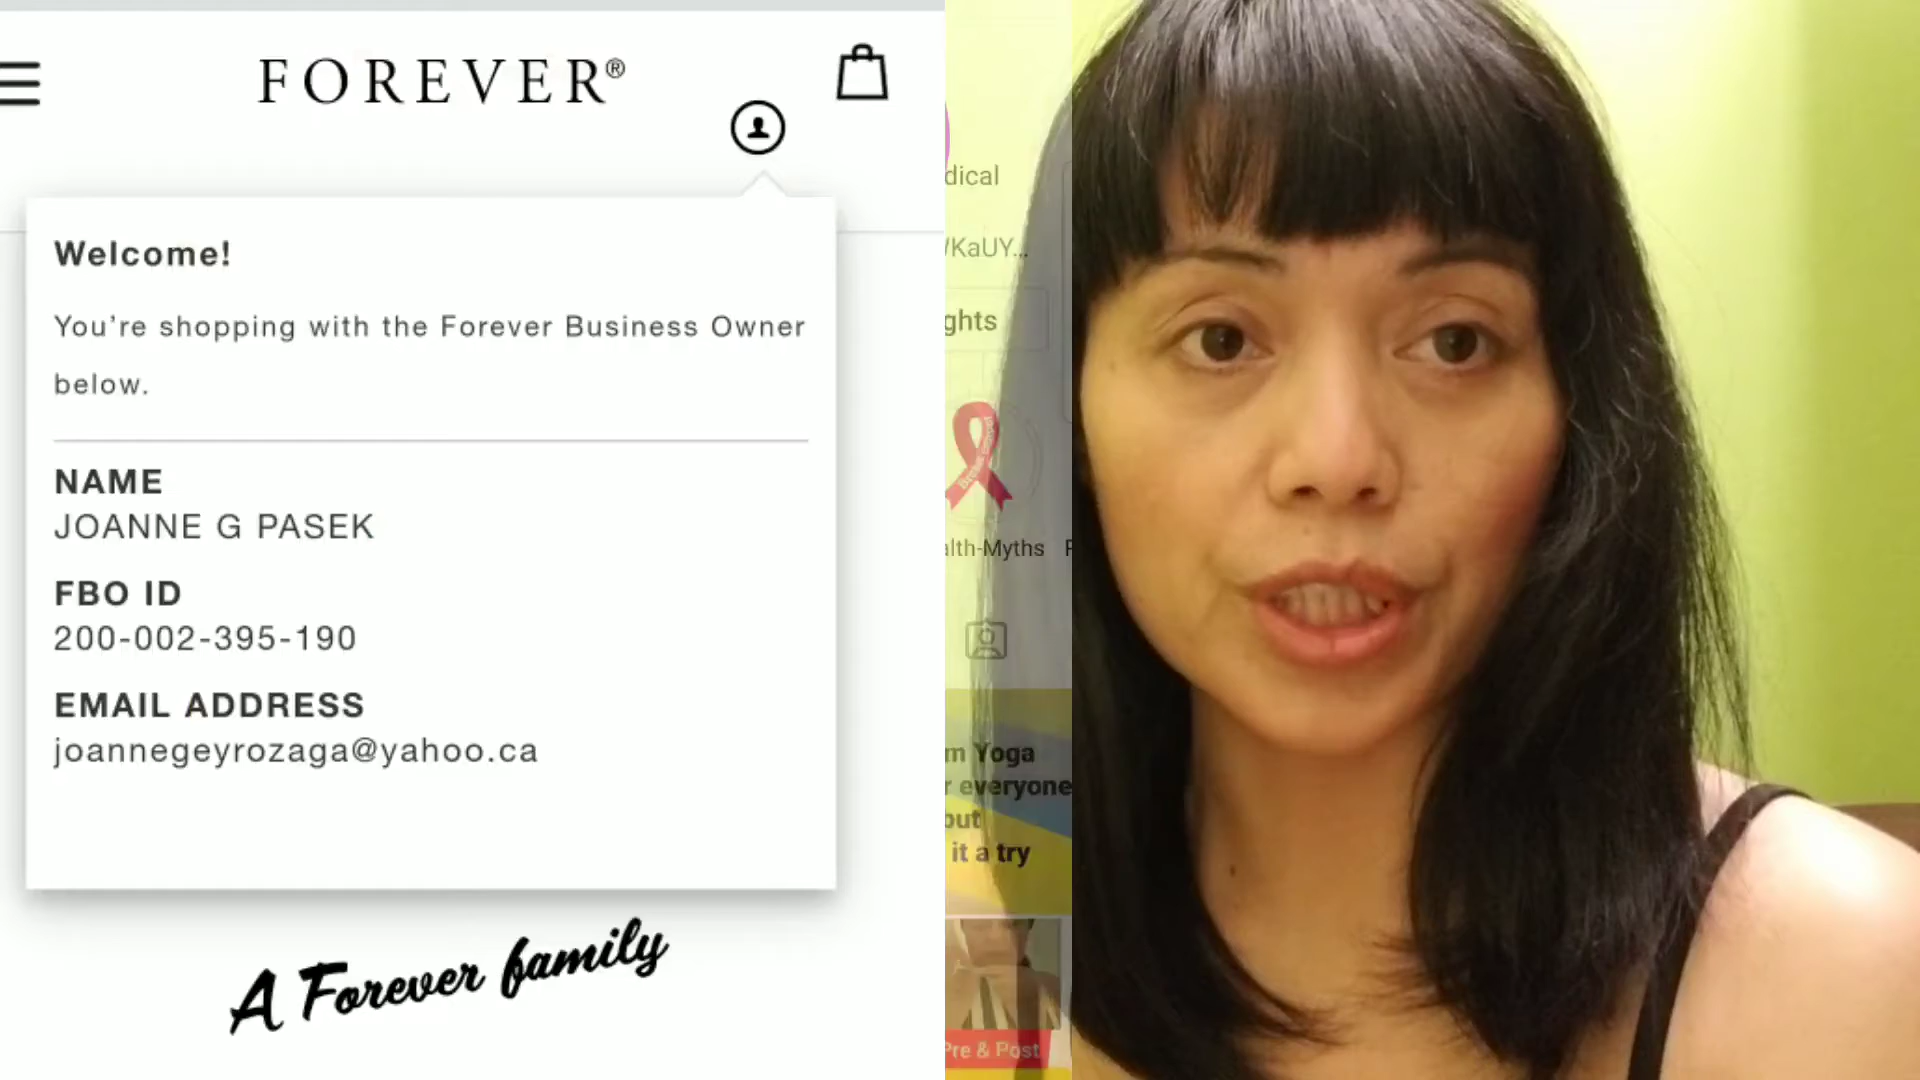 FOREVER®
Welcome!
You’re shopping with the Forever Business Owner
below.
NAME
JOANNE G PASEK
FBO ID
200-002-395-190
EMAIL ADDRESS
joannegeyrozaga@yahoo.ca
A Forever family
dical
/KaUY...
ghts
alth-Myths
m Yoga
r everyone
out
it a try
Pre & Post